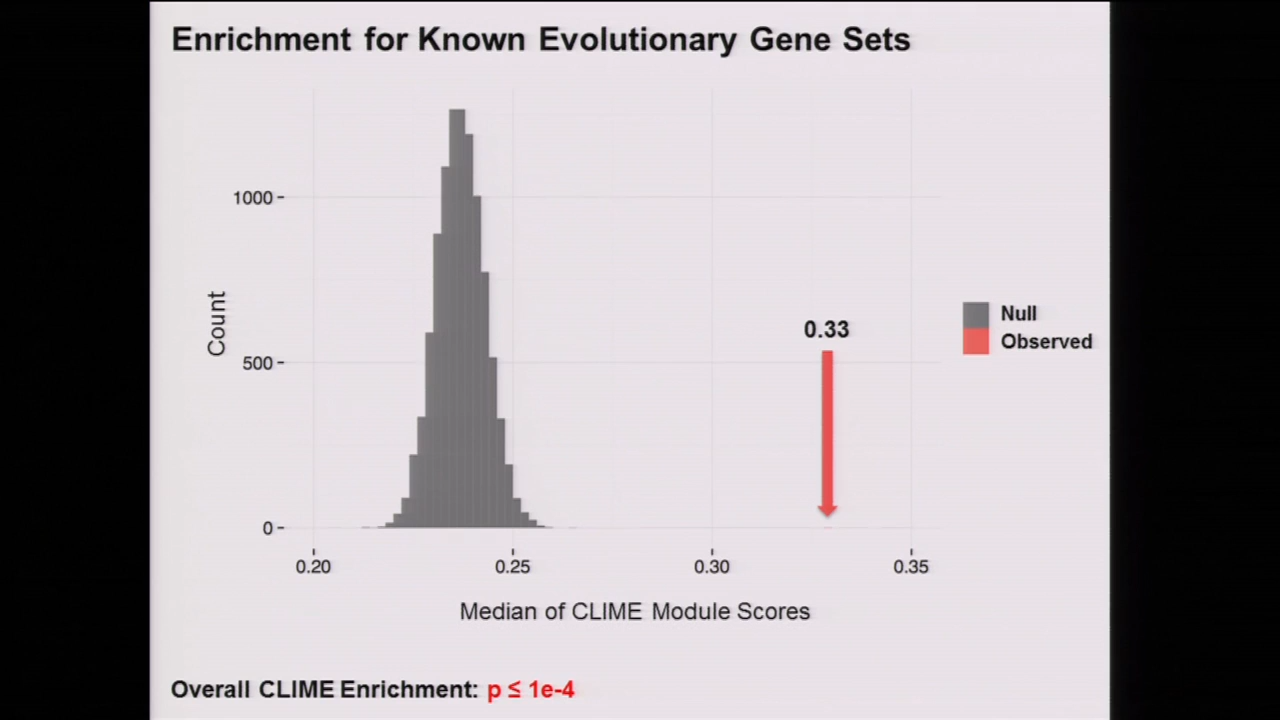 Enrichment for Known Evolutionary Gene Sets
1000
500
0
Count
0.33
Null
Observed
0.20 0.25 0.30 0.35
Median of CLIME Module Scores
Overall CLIME Enrichment: p ≤ 1e-4